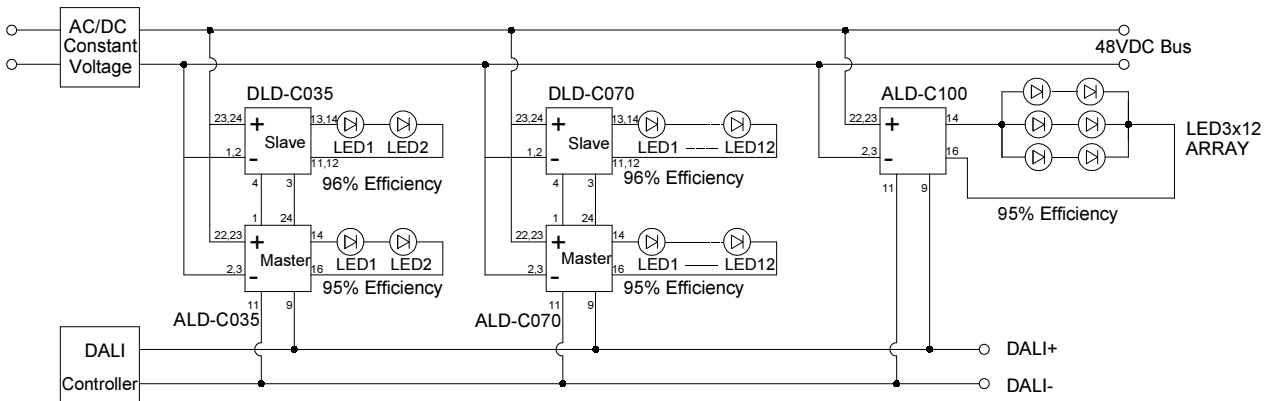 AC/DC
Constant
Voltage
48VDC Bus
DLD-C035
23,24
+
Slave
1,2
-
13,14
LED1 LED2
11,12
96% Efficiency
4 3
1 24
22,23
+
Master
2,3
-
14
LED1 LED2
16
95% Efficiency
11 9
ALD-C035
DLD-C070
23,24
+
Slave
1,2
-
13,14
LED1 LED12
11,12
96% Efficiency
4 3
1 24
22,23
+
Master
2,3
-
14
LED1 LED12
16
95% Efficiency
11 9
ALD-C070
ALD-C100
22,23
+
2,3
-
14
16
11 9
LED3x12
ARRAY
95% Efficiency
DALI
Controller
DALI+
DALI-